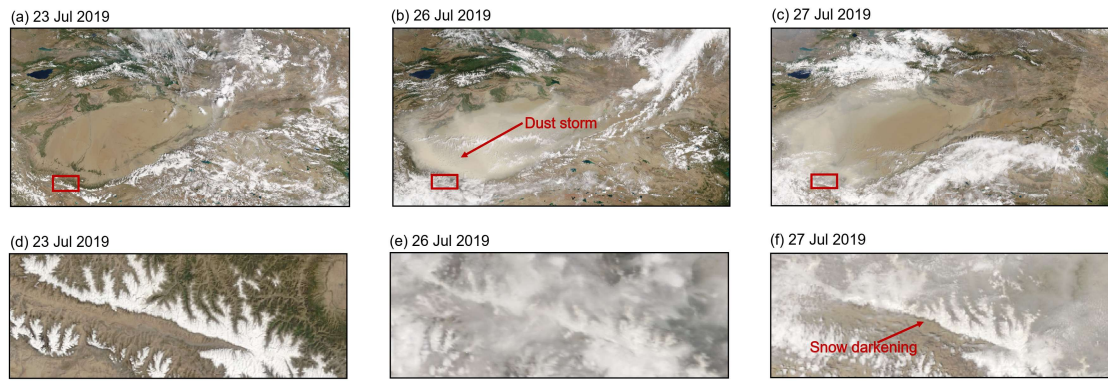 (a) 23 Jul 2019
(b) 26 Jul 2019
(c) 27 Jul 2019
Dust storm
(d) 23 Jul 2019
(e) 26 Jul 2019
(f) 27 Jul 2019
Snow darkening